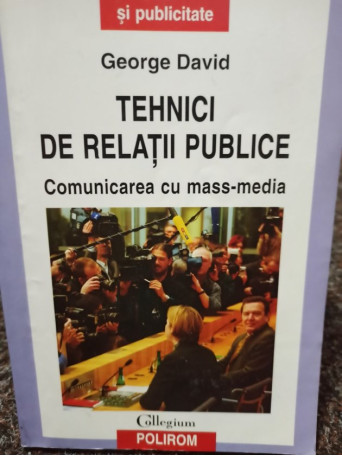 și publicitate
George David
TEHNICI
DE RELAȚII PUBLICE
Comunicarea cu mass-media
Collegium
POLIROM